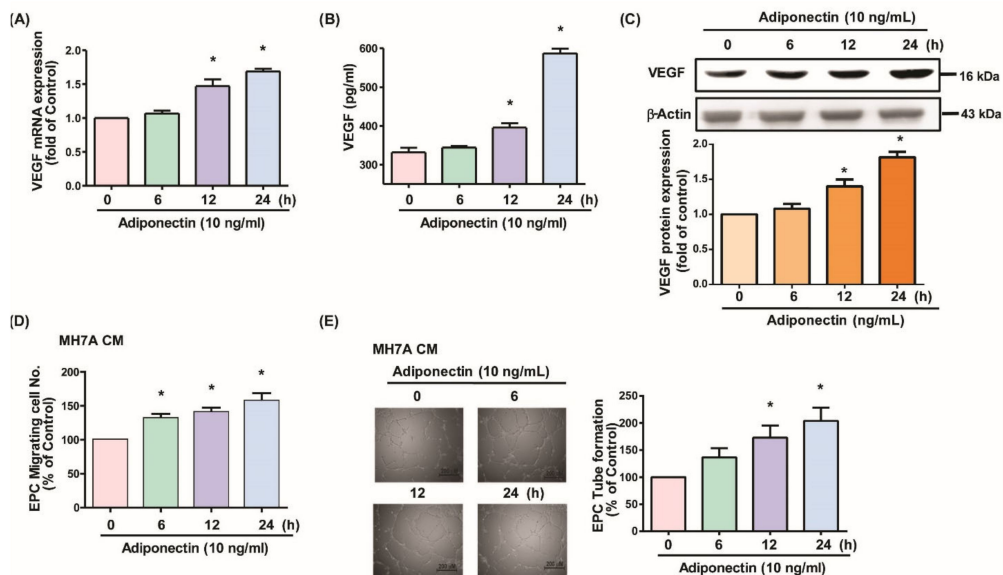 (A)
VEGF mRNA expression
(fold of Control)
2.0
1.5
1.0
0.5
0.0
* *
0 6 12 24 (h)
Adiponectin (10 ng/ml)
(B)
VEGF (pg/ml)
600
500
400
300
* *
0 6 12 24 (h)
Adiponectin (10 ng/ml)
(C)
Adiponectin (10 ng/mL)
0 6 12 24 (h)
VEGF 16 kDa
β-Actin 43 kDa
VEGF protein expression
(fold of control)
2.0
1.5
1.0
0.5
0.0
* *
0 6 12 24 (h)
Adiponectin (ng/mL)
(D)
MH7A CM
EPC Migrating cell No.
(% of Control)
200
150
100
50
0
* * *
0 6 12 24 (h)
Adiponectin (10 ng/ml)
(E)
MH7A CM
Adiponectin (10 ng/mL)
0 6
12 24 (h)
EPC Tube formation
(% of Control)
250
200
150
100
50
0
* *
0 6 12 24 (h)
Adiponectin (10 ng/ml)